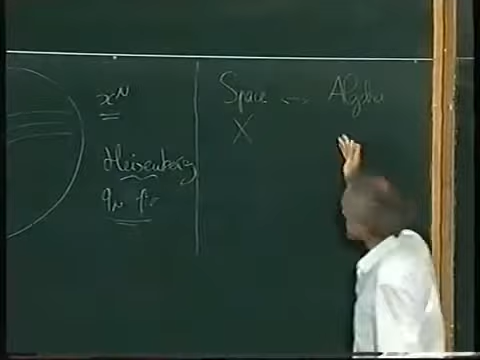 x^N
Heisenberg
Space ↔ Algebra
X